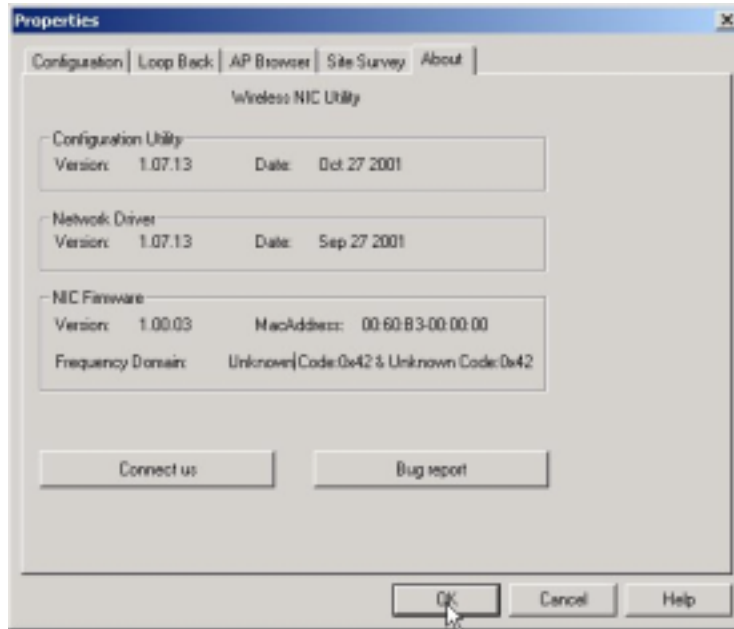 Properties
Configuration Loop Back AP Browser Site Survey About
Wireless NIC Utility
Configuration Utility
Version: 1.07.13 Date: Oct 27 2001
Network Driver
Version: 1.07.13 Date: Sep 27 2001
NIC Firmware
Version: 1.00.03 MacAddress: 00:60:B3-00:00:00
Frequency Domain: Unknown Code:0x42 & Unknown Code:0x42
Connect us Bug report
OK Cancel Help